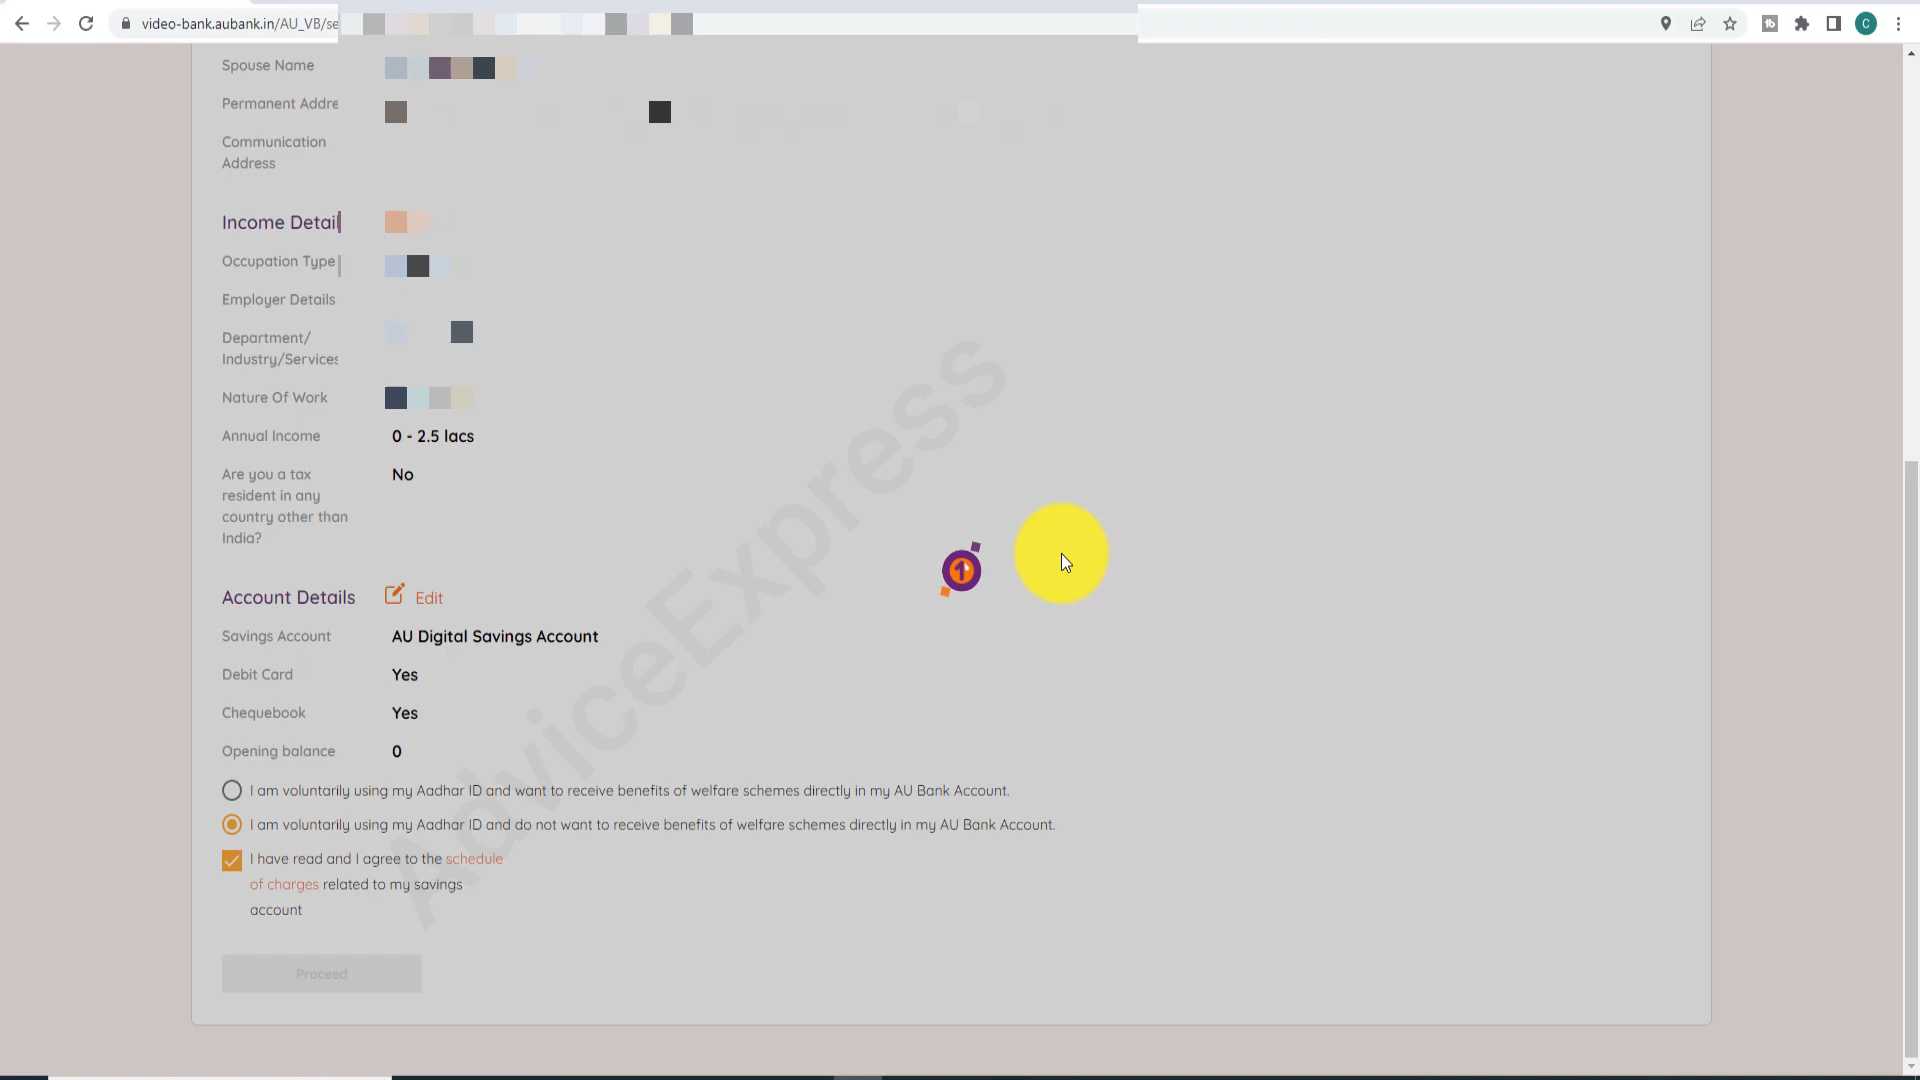 video-bank.aubank.in/AU_VB/se
C
Spouse Name
Permanent Addre
Communication
Address
Income Detail
Occupation Type
Employer Details
Department/
Industry/Services
Nature Of Work
Annual Income 0 - 2.5 lacs
Are you a tax No
resident in any
country other than
India?
Account Details Edit
Savings Account AU Digital Savings Account
Debit Card Yes
Chequebook Yes
Opening balance 0
I am voluntarily using my Aadhar ID and want to receive benefits of welfare schemes directly in my AU Bank Account.
I am voluntarily using my Aadhar ID and do not want to receive benefits of welfare schemes directly in my AU Bank Account.
I have read and I agree to the schedule
of charges related to my savings
account
Proceed
AdviceExpress